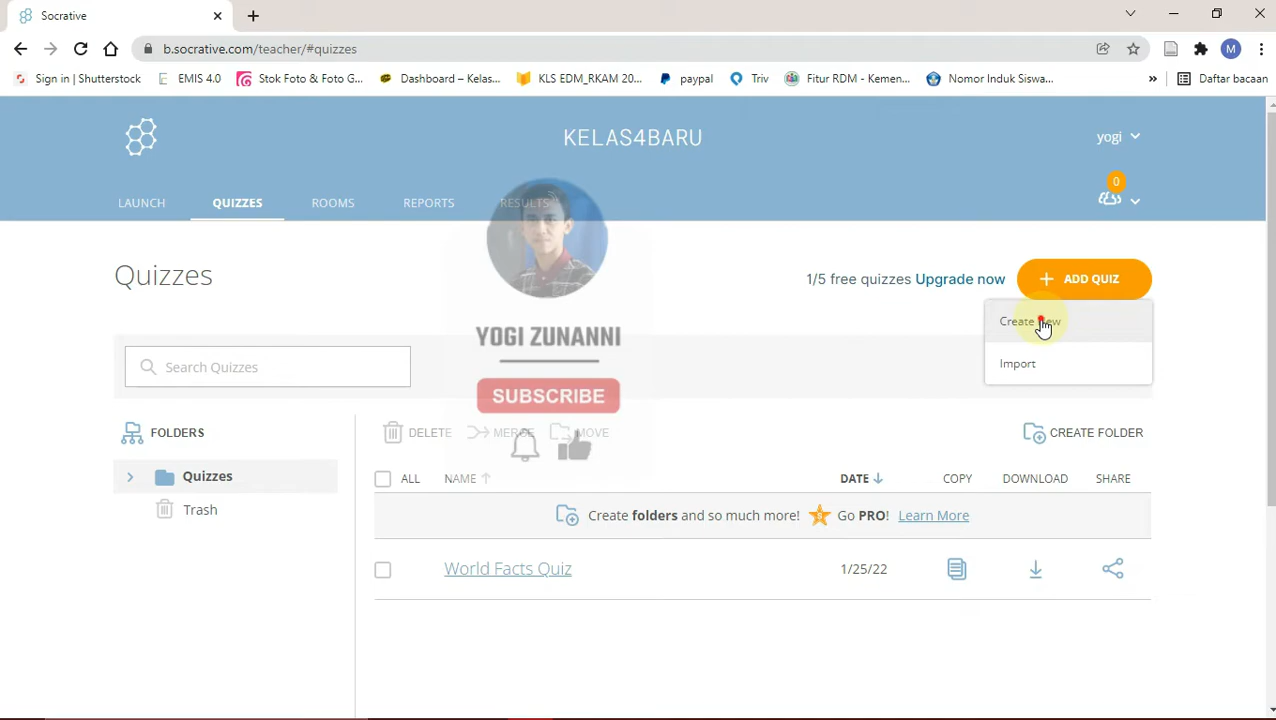 Socrative
b.socrative.com/teacher/#quizzes
Sign in | Shutterstock
EMIS 4.0
Stok Foto & Foto G...
Dashboard – Kelas...
KLS EDM_RKAM 20...
paypal
Triv
Fitur RDM - Kemen...
Nomor Induk Siswa...
»
Daftar bacaan
M
KELAS4BARU
yogi
0
LAUNCH
QUIZZES
ROOMS
REPORTS
RESULTS
Quizzes
1/5 free quizzes Upgrade now
+ ADD QUIZ
Create New
Import
Search Quizzes
YOGI ZUNANNI
SUBSCRIBE
FOLDERS
DELETE
MERGE
MOVE
CREATE FOLDER
Quizzes
Trash
ALL
NAME
DATE
COPY
DOWNLOAD
SHARE
Create folders and so much more!
Go PRO! Learn More
World Facts Quiz
1/25/22